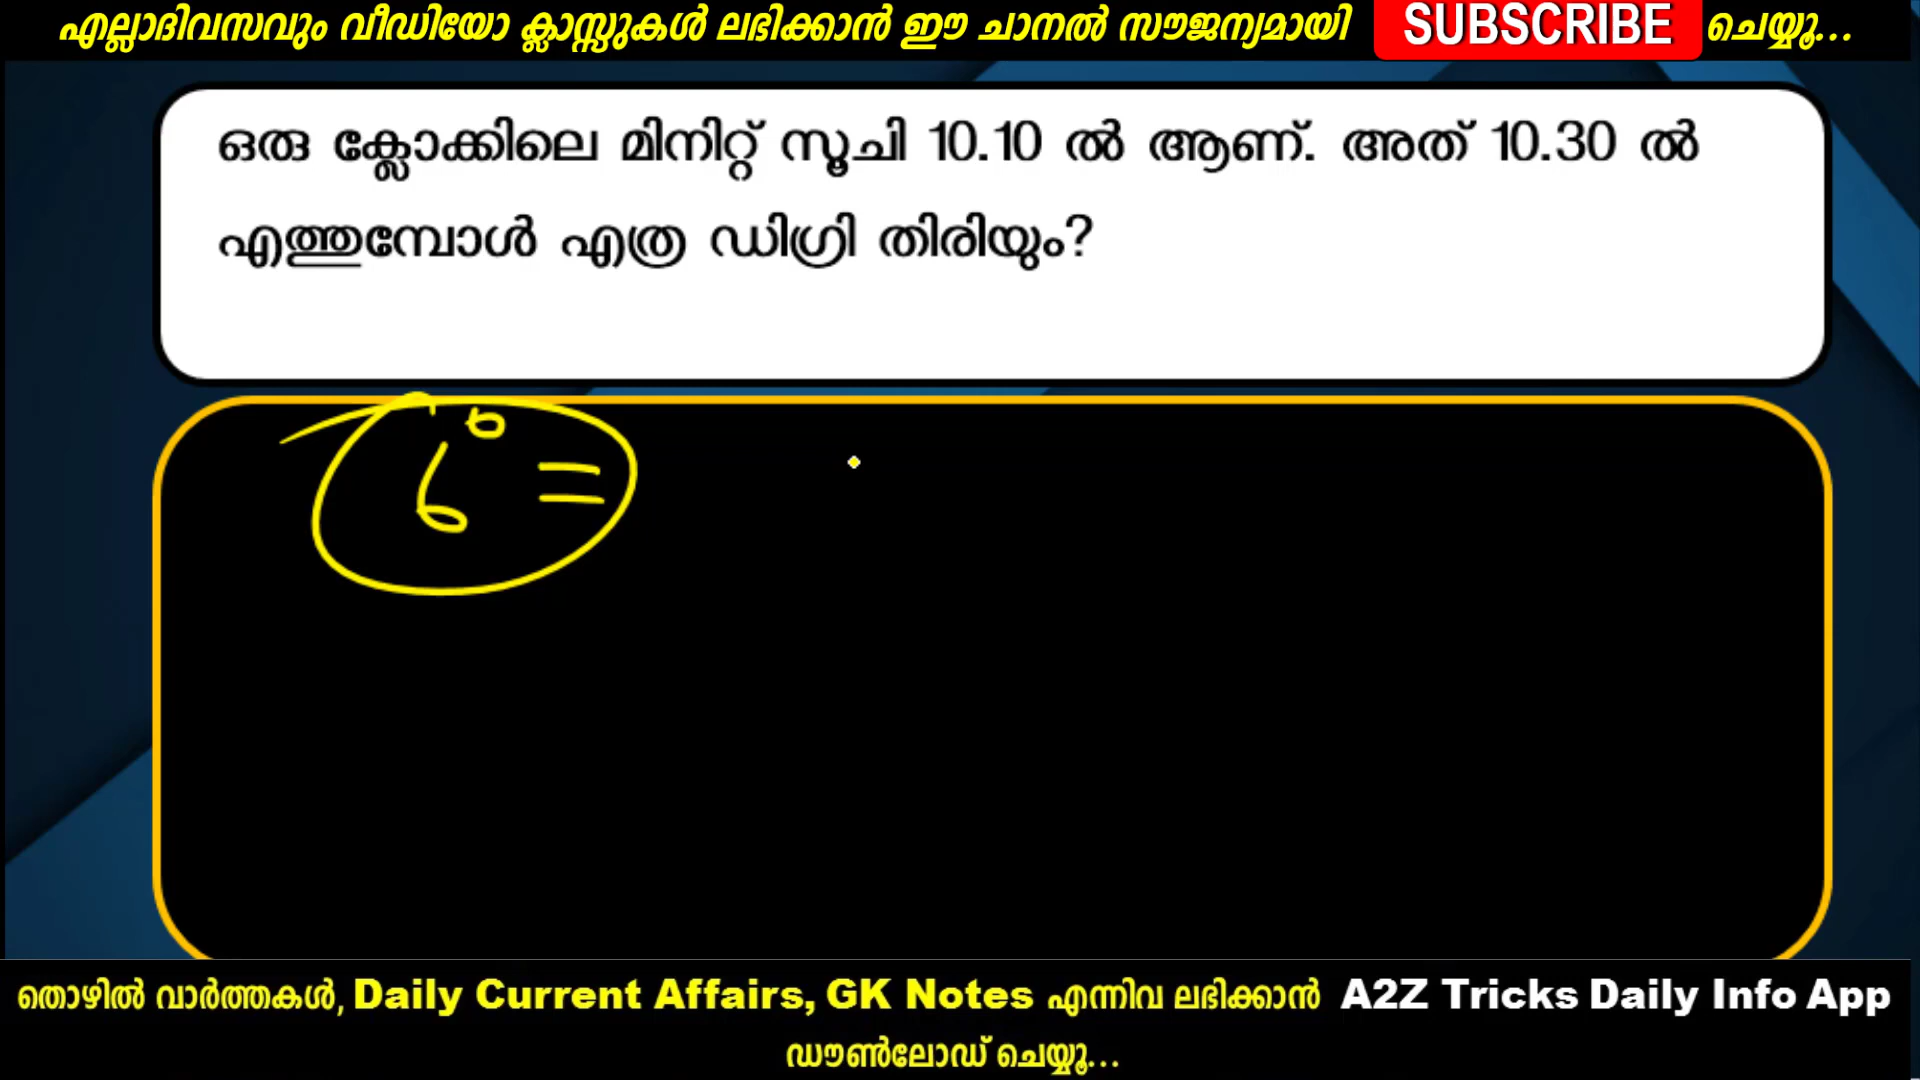 എല്ലാദിവസവും വീഡിയോ ക്ലാസ്സുകൾ ലഭിക്കാൻ ഈ ചാനൽ സൗജന്യമായി SUBSCRIBE ചെയ്യൂ...
ഒരു ക്ലോക്കിലെ മിനിറ്റ് സൂചി 10.10 ൽ ആണ്. അത് 10.30 ൽ
എത്തുമ്പോൾ എത്ര ഡിഗ്രി തിരിയും?
6° =
തൊഴിൽ വാർത്തകൾ, Daily Current Affairs, GK Notes എന്നിവ ലഭിക്കാൻ A2Z Tricks Daily Info App
ഡൗൺലോഡ് ചെയ്യൂ...